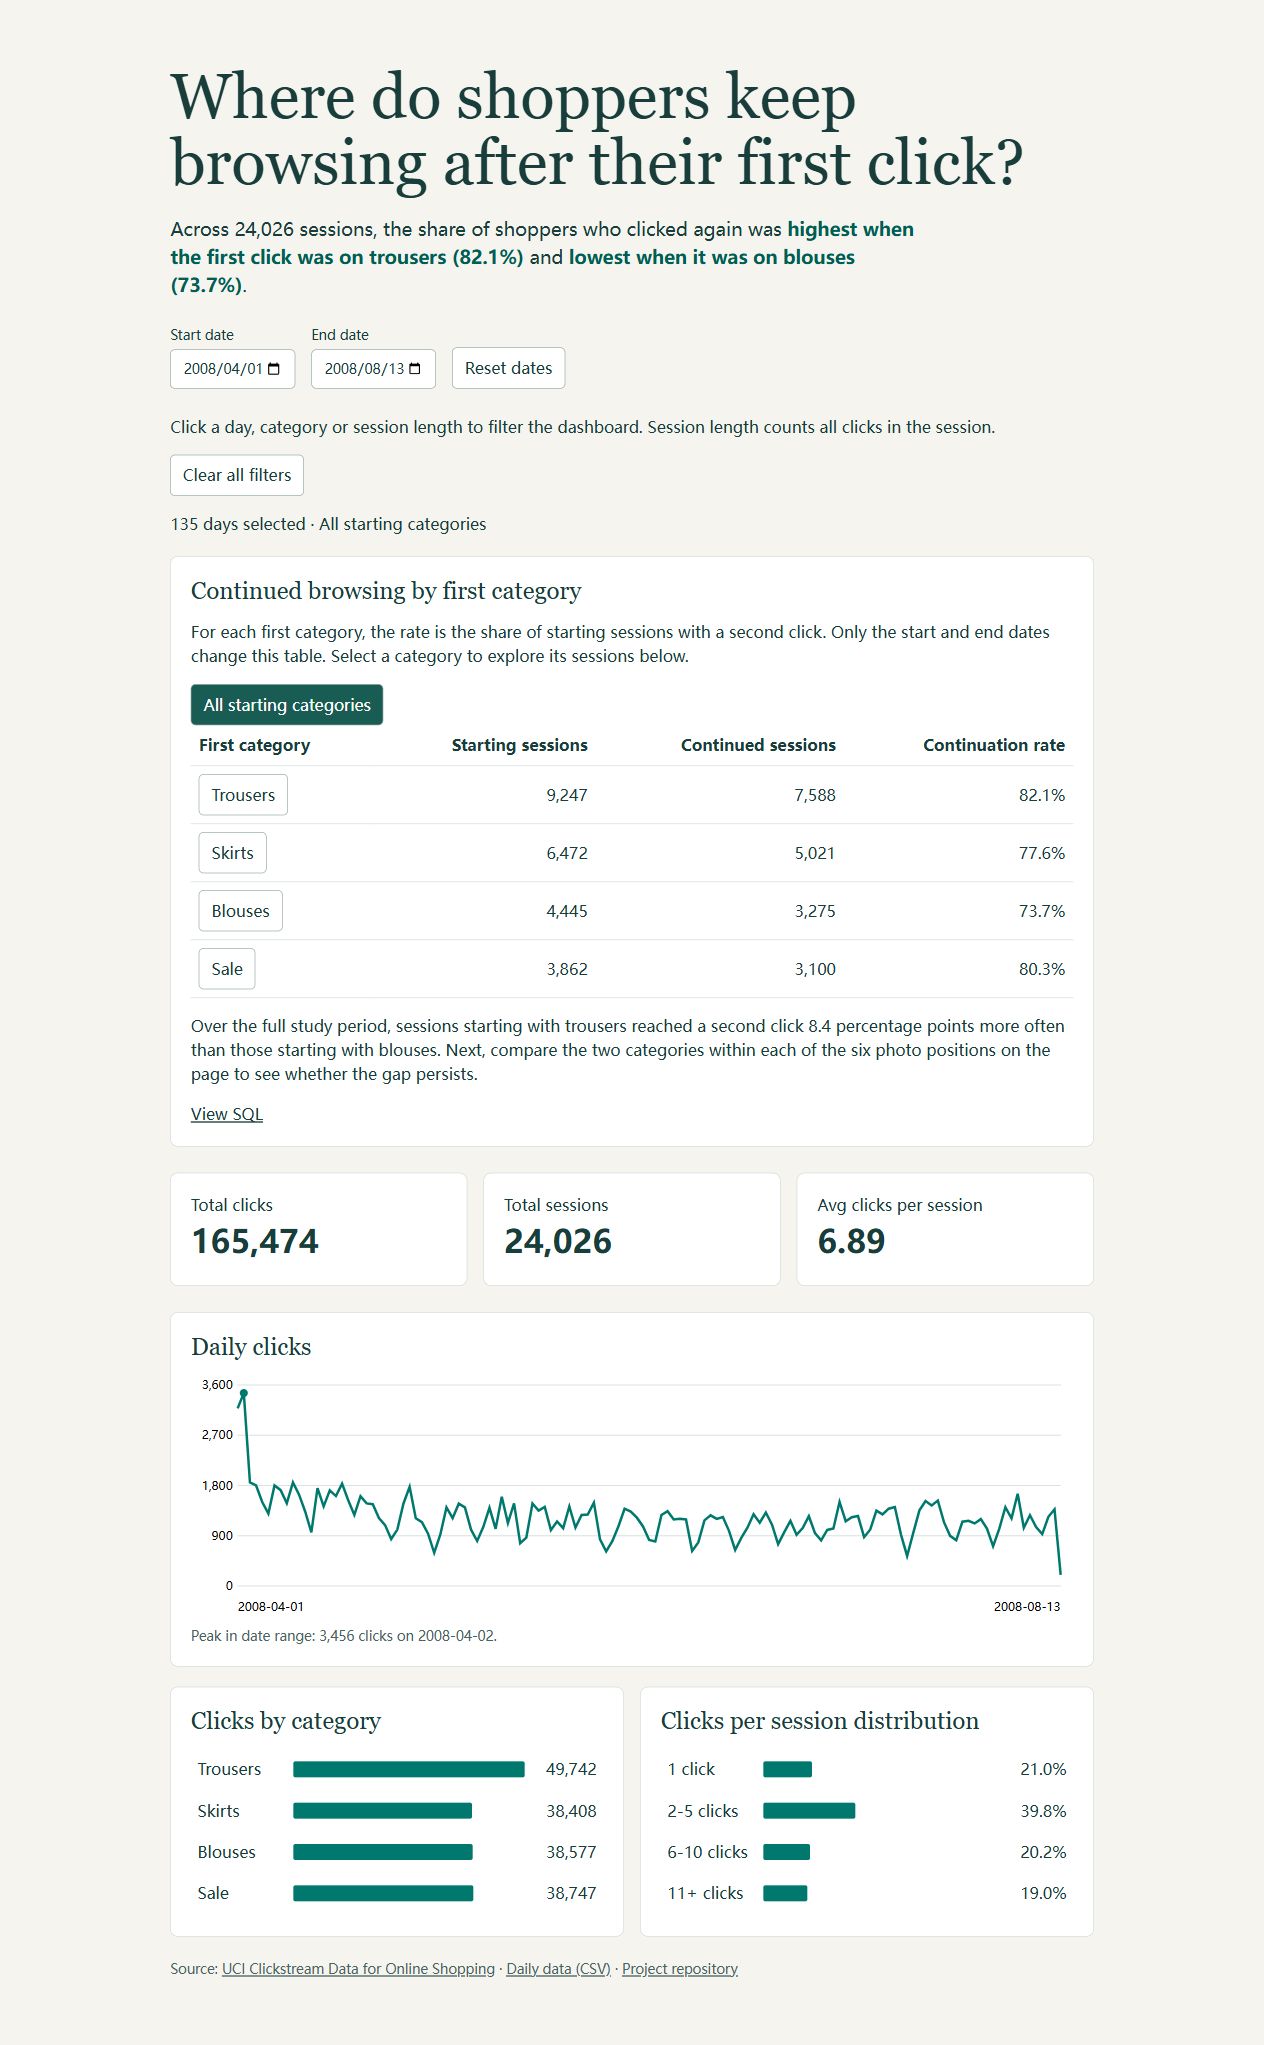 Where do shoppers keep
browsing after their first click?
Across 24,026 sessions, the share of shoppers who clicked again was highest when
the first click was on trousers (82.1%) and lowest when it was on blouses
(73.7%).
Start date End date
2008/04/01 2008/08/13 Reset dates
Click a day, category or session length to filter the dashboard. Session length counts all clicks in the session.
Clear all filters
135 days selected · All starting categories
Continued browsing by first category
For each first category, the rate is the share of starting sessions with a second click. Only the start and end dates
change this table. Select a category to explore its sessions below.
All starting categories
First category Starting sessions Continued sessions Continuation rate
Trousers 9,247 7,588 82.1%
Skirts 6,472 5,021 77.6%
Blouses 4,445 3,275 73.7%
Sale 3,862 3,100 80.3%
Over the full study period, sessions starting with trousers reached a second click 8.4 percentage points more often
than those starting with blouses. Next, compare the two categories within each of the six photo positions on the
page to see whether the gap persists.
View SQL
Total clicks
165,474
Total sessions
24,026
Avg clicks per session
6.89
Daily clicks
3,600
2,700
1,800
900
0
2008-04-01 2008-08-13
Peak in date range: 3,456 clicks on 2008-04-02.
Clicks by category
Trousers 49,742
Skirts 38,408
Blouses 38,577
Sale 38,747
Clicks per session distribution
1 click 21.0%
2-5 clicks 39.8%
6-10 clicks 20.2%
11+ clicks 19.0%
Source: UCI Clickstream Data for Online Shopping · Daily data (CSV) · Project repository